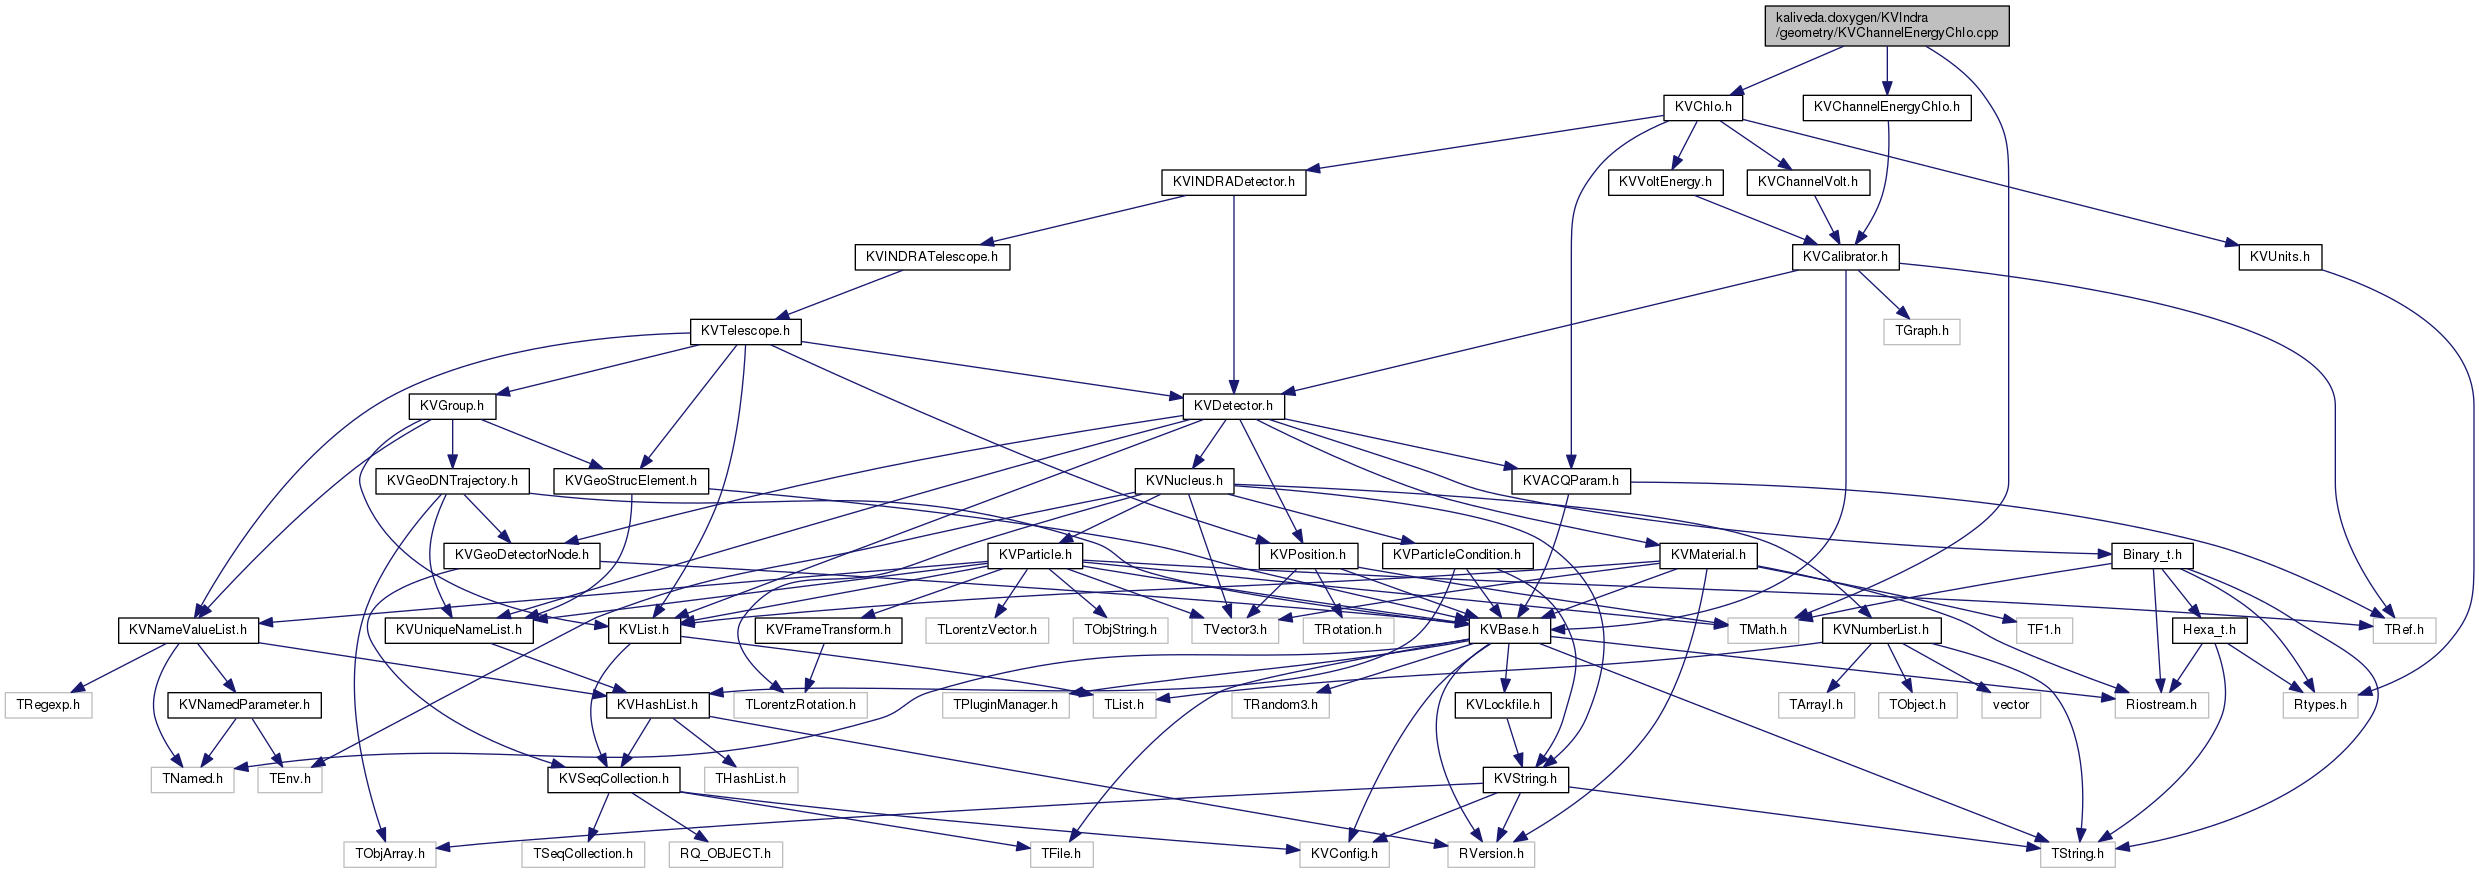 kaliveda.doxygen/KVIndra
/geometry/KVChannelEnergyChIo.cpp
KVChIo.h
KVChannelEnergyChIo.h
KVINDRADetector.h
KVVoltEnergy.h
KVChannelVolt.h
KVINDRATelescope.h
KVCalibrator.h
KVUnits.h
KVTelescope.h
TGraph.h
KVGroup.h
KVDetector.h
KVGeoDNTrajectory.h
KVGeoStrucElement.h
KVNucleus.h
KVACQParam.h
KVGeoDetectorNode.h
KVParticle.h
KVPosition.h
KVParticleCondition.h
KVMaterial.h
Binary_t.h
KVNameValueList.h
KVUniqueNameList.h
KVList.h
KVFrameTransform.h
TLorentzVector.h
TObjString.h
TVector3.h
TRotation.h
KVBase.h
TMath.h
KVNumberList.h
TF1.h
Hexa_t.h
TRef.h
TRegexp.h
KVNamedParameter.h
KVHashList.h
TLorentzRotation.h
TPluginManager.h
TList.h
TRandom3.h
KVLockfile.h
TArrayI.h
TObject.h
vector
Riostream.h
Rtypes.h
TNamed.h
TEnv.h
KVSeqCollection.h
THashList.h
KVString.h
TObjArray.h
TSeqCollection.h
RQ_OBJECT.h
TFile.h
KVConfig.h
RVersion.h
TString.h